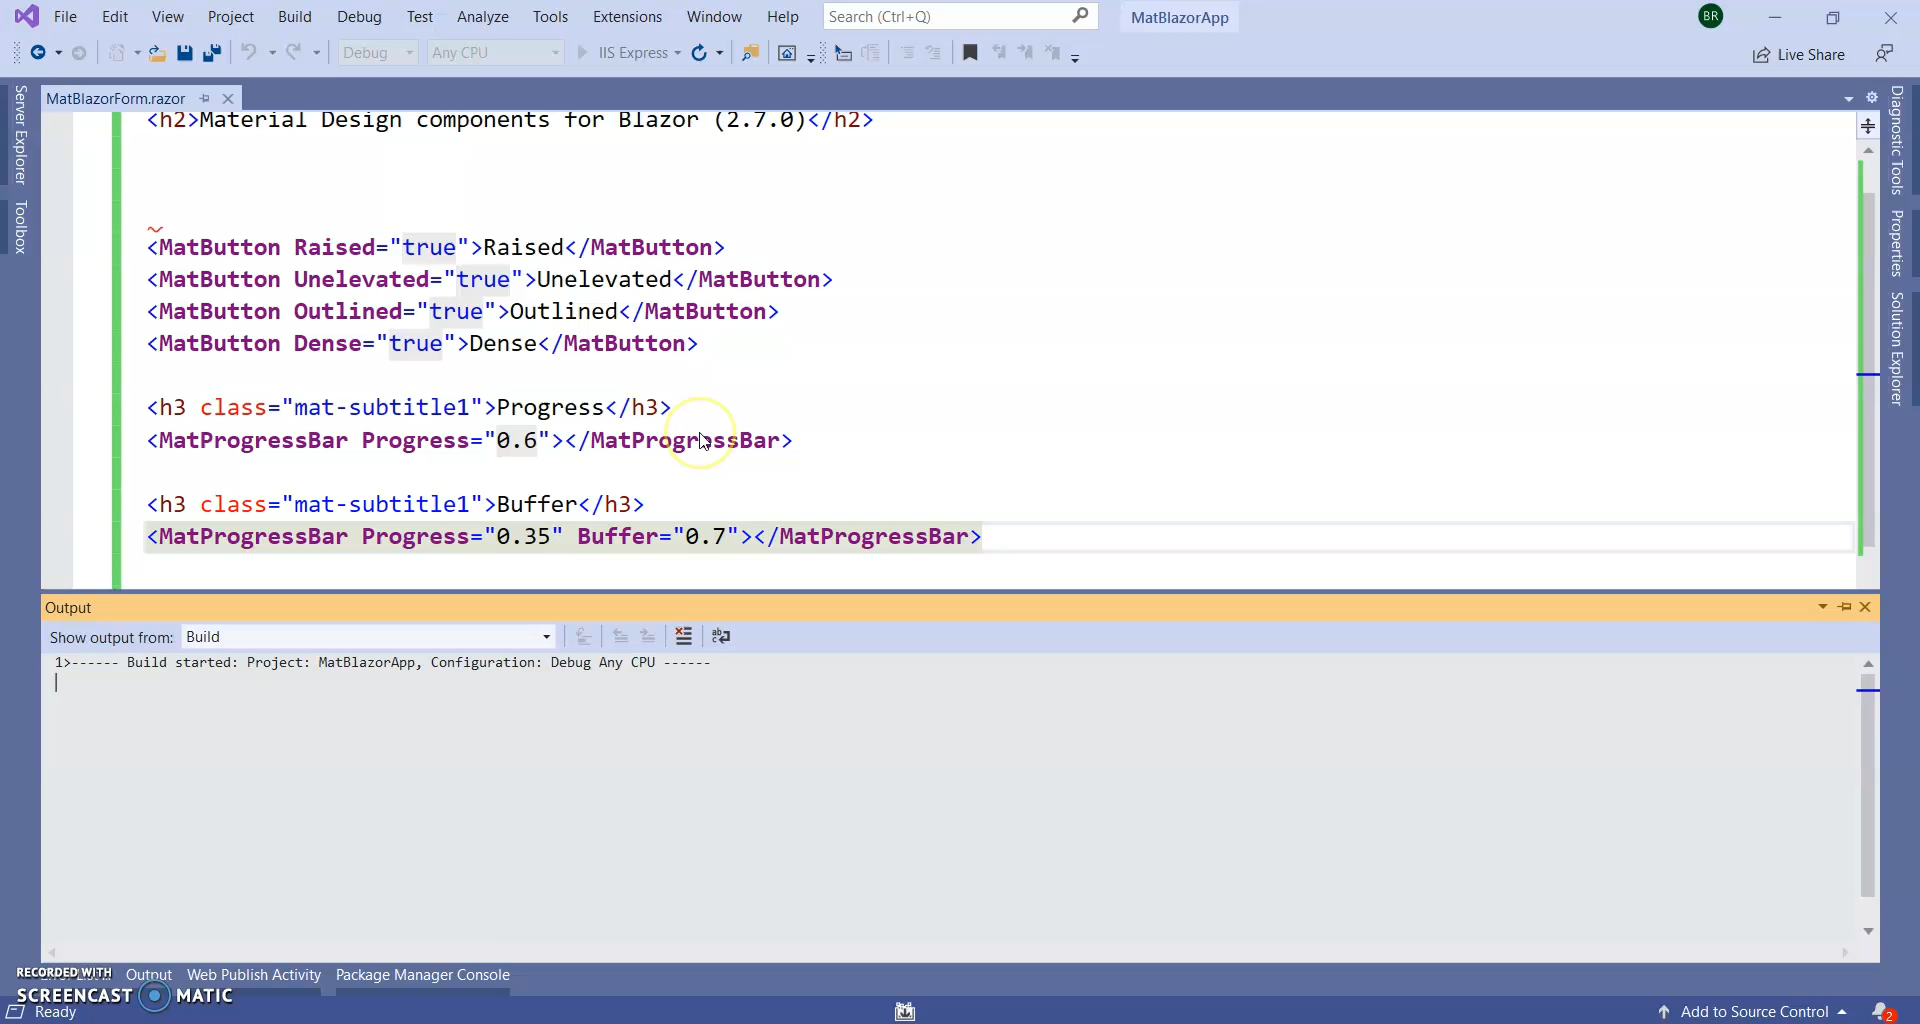 File Edit View Project Build Debug Test Analyze Tools Extensions Window Help Search (Ctrl+Q) MatBlazorApp BR
Debug Any CPU IIS Express Live Share
Server Explorer
Toolbox
MatBlazorForm.razor
<h2>Material Design components for Blazor (2.7.0)</h2>
<MatButton Raised="true">Raised</MatButton>
<MatButton Unelevated="true">Unelevated</MatButton>
<MatButton Outlined="true">Outlined</MatButton>
<MatButton Dense="true">Dense</MatButton>
<h3 class="mat-subtitle1">Progress</h3>
<MatProgressBar Progress="0.6"></MatProgressBar>
<h3 class="mat-subtitle1">Buffer</h3>
<MatProgressBar Progress="0.35" Buffer="0.7"></MatProgressBar>
Diagnostic Tools
Properties
Solution Explorer
Output
Show output from: Build
1>------ Build started: Project: MatBlazorApp, Configuration: Debug Any CPU ------
Output Web Publish Activity Package Manager Console
RECORDED WITH
SCREENCAST MATIC
Ready Add to Source Control 2